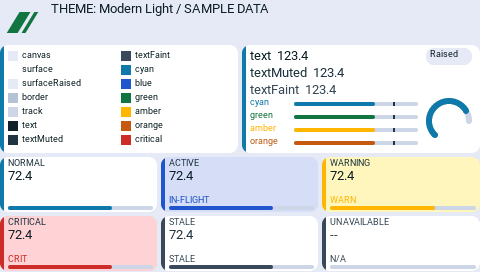 THEME: Modern Light / SAMPLE DATA
canvas
surface
surfaceRaised
border
track
text
textMuted
textFaint
cyan
blue
green
amber
orange
critical
text 123.4
textMuted 123.4
textFaint 123.4
Raised
cyan
green
amber
orange
NORMAL
72.4
ACTIVE
72.4
IN-FLIGHT
WARNING
72.4
WARN
CRITICAL
72.4
CRIT
STALE
72.4
STALE
UNAVAILABLE
--
N/A